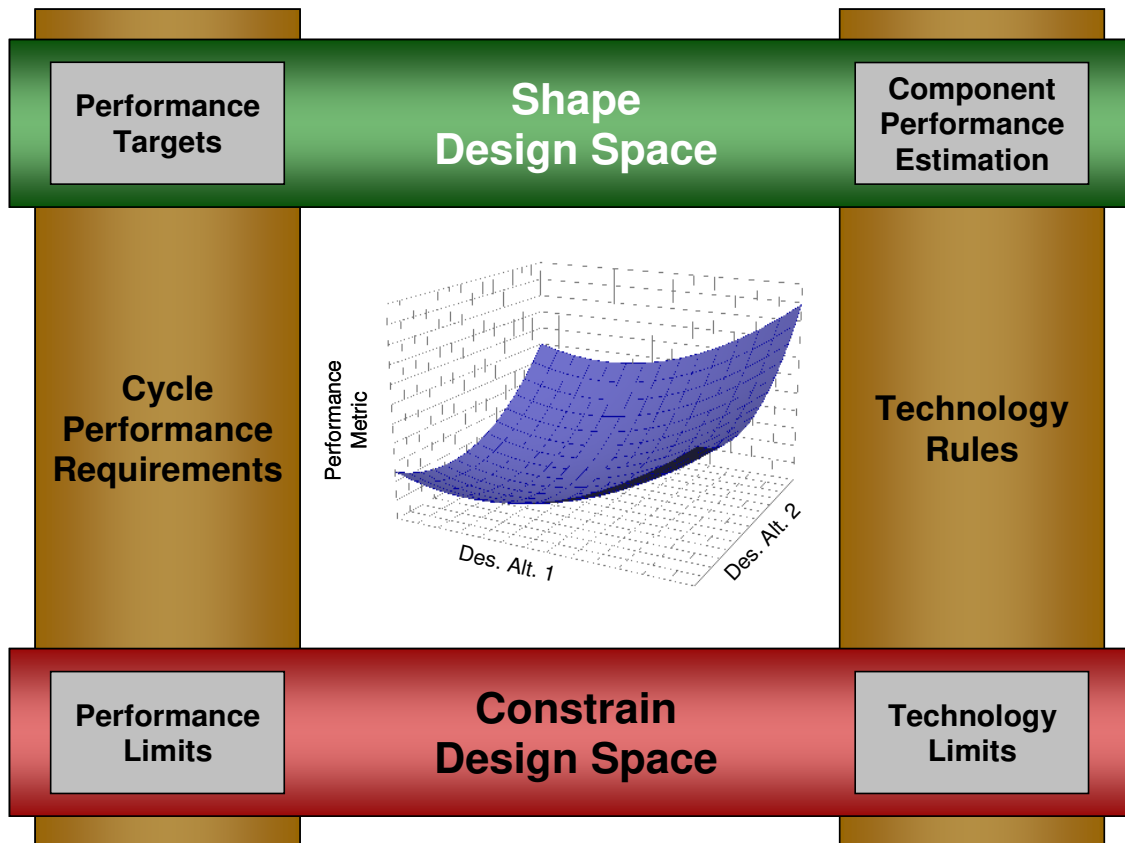 Performance
Targets
Shape
Design Space
Component
Performance
Estimation
Cycle
Performance
Requirements
Performance
Metric
Des. Alt. 1
Des. Alt. 2
Technology
Rules
Performance
Limits
Constrain
Design Space
Technology
Limits